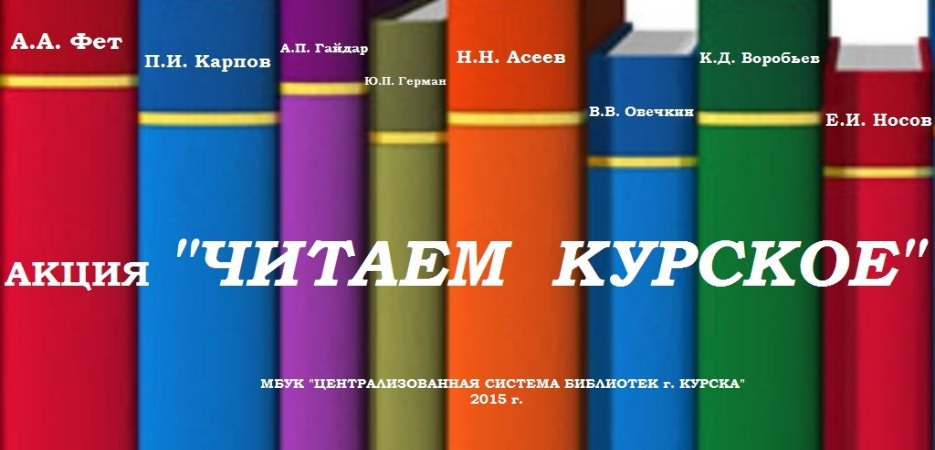 А.А. Фет
П.И. Карпов
А.П. Гайдар
Ю.П. Герман
Н.Н. Асеев
В.В. Овечкин
К.Д. Воробьев
Е.И. Носов
АКЦИЯ "ЧИТАЕМ КУРСКОЕ"
МБУК "ЦЕНТРАЛИЗОВАННАЯ СИСТЕМА БИБЛИОТЕК г. КУРСКА"
2015 г.